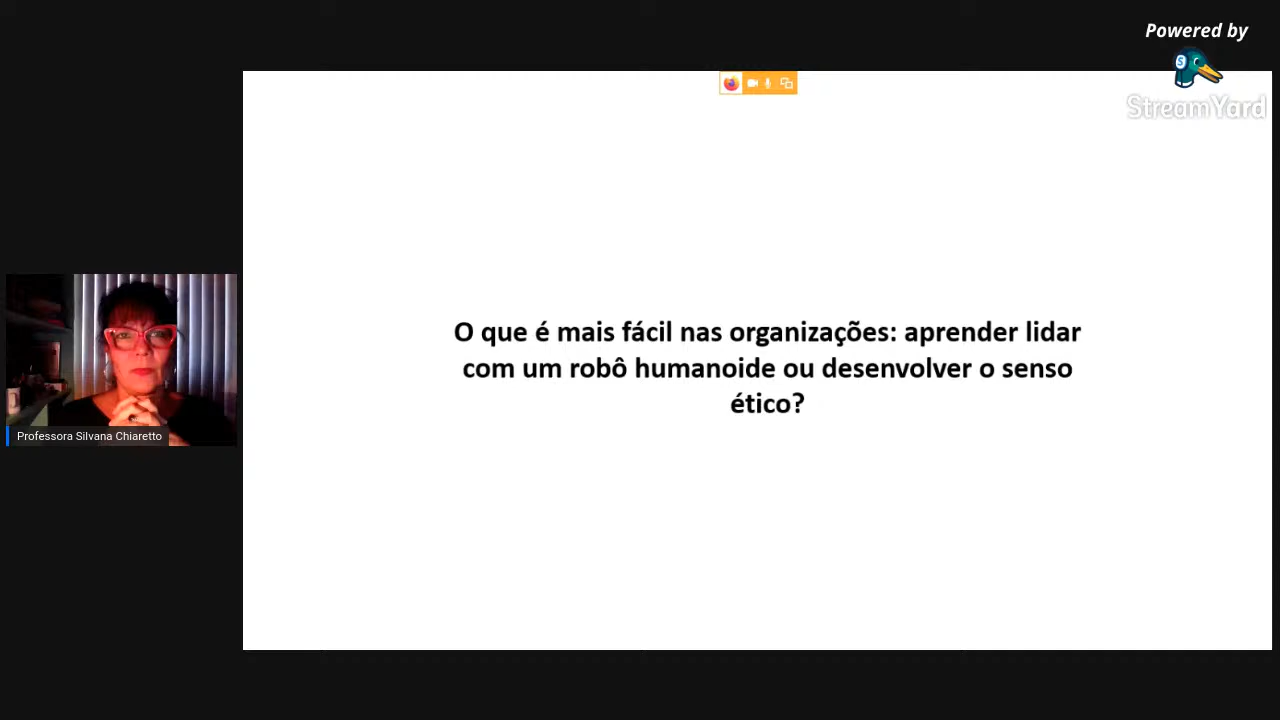 Powered by
S
StreamYard
O que é mais fácil nas organizações: aprender lidar
com um robô humanoide ou desenvolver o senso
ético?
Professora Silvana Chiaretto